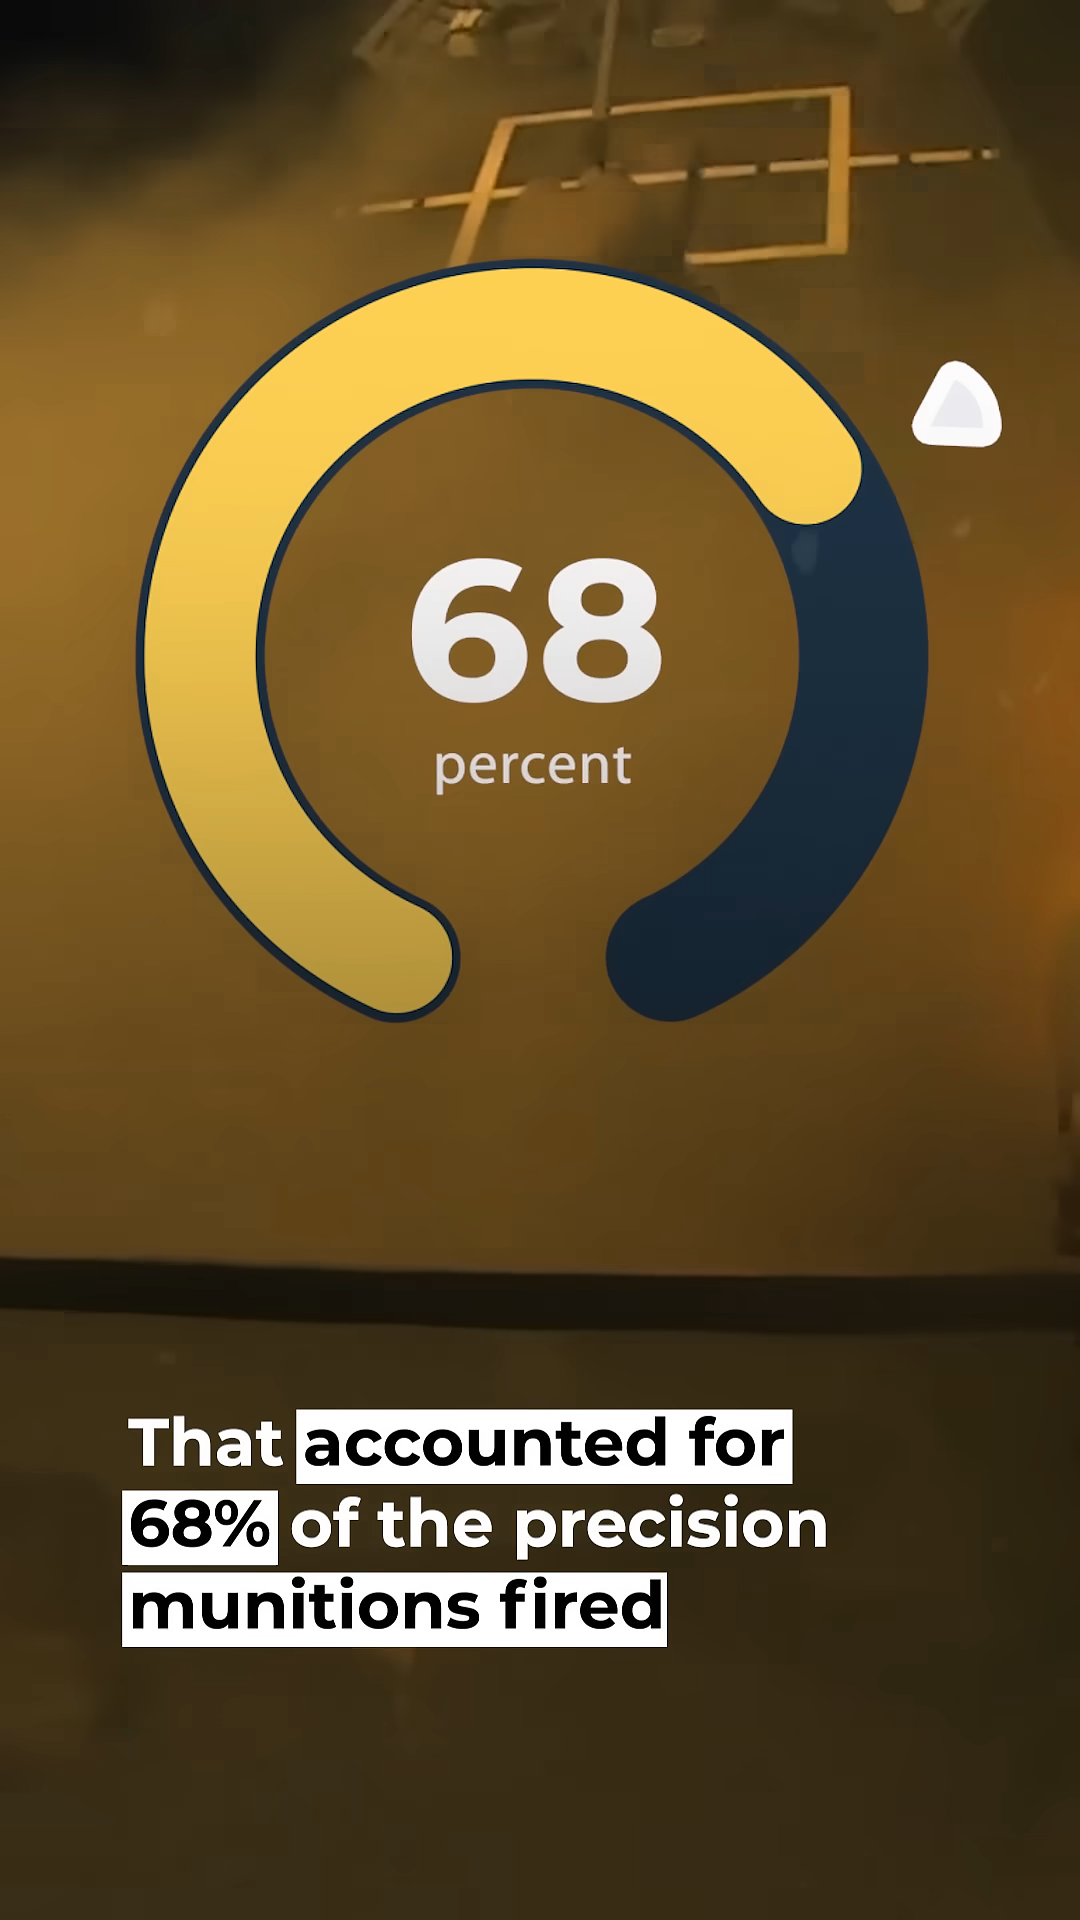 68
percent
That accounted for
68% of the precision
munitions fired